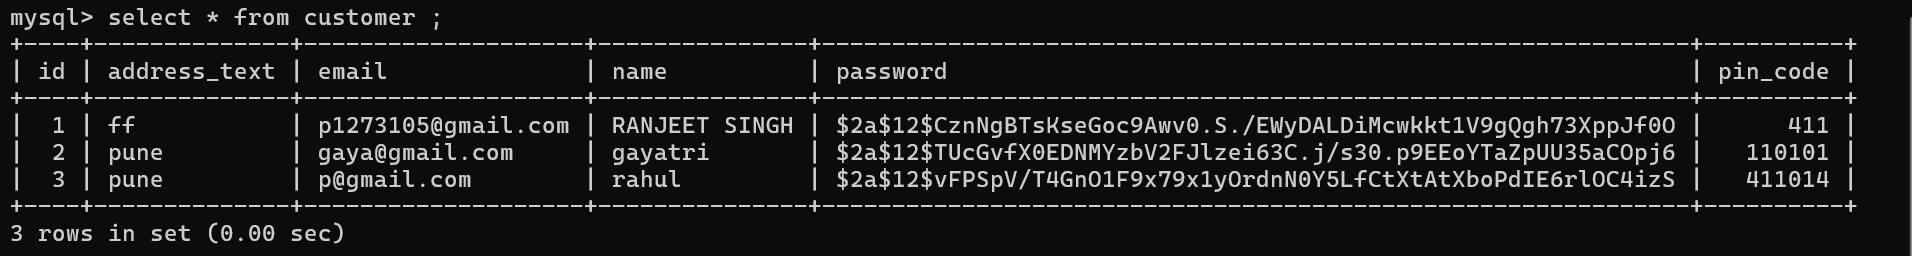 mysql> select * from customer ;
+----+--------------+--------------------+---------------+--------------------------------------------------------------+----------+
| id | address_text | email              | name          | password                                                     | pin_code |
+----+--------------+--------------------+---------------+--------------------------------------------------------------+----------+
|  1 | ff           | p1273105@gmail.com | RANJEET SINGH | $2a$12$CznNgBTsKseGoc9Awv0.S./EWyDALDiMcwkkt1V9gQgh73XppJf0O |      411 |
|  2 | pune         | gaya@gmail.com     | gayatri       | $2a$12$TUcGvfX0EDNMYzbV2FJlzei63C.j/s30.p9EEoYTaZpUU35aCOpj6 |   110101 |
|  3 | pune         | p@gmail.com        | rahul         | $2a$12$vFPSpV/T4GnO1F9x79x1yOrdnN0Y5LfCtXtAtXboPdIE6rlOC4izS |   411014 |
+----+--------------+--------------------+---------------+--------------------------------------------------------------+----------+
3 rows in set (0.00 sec)